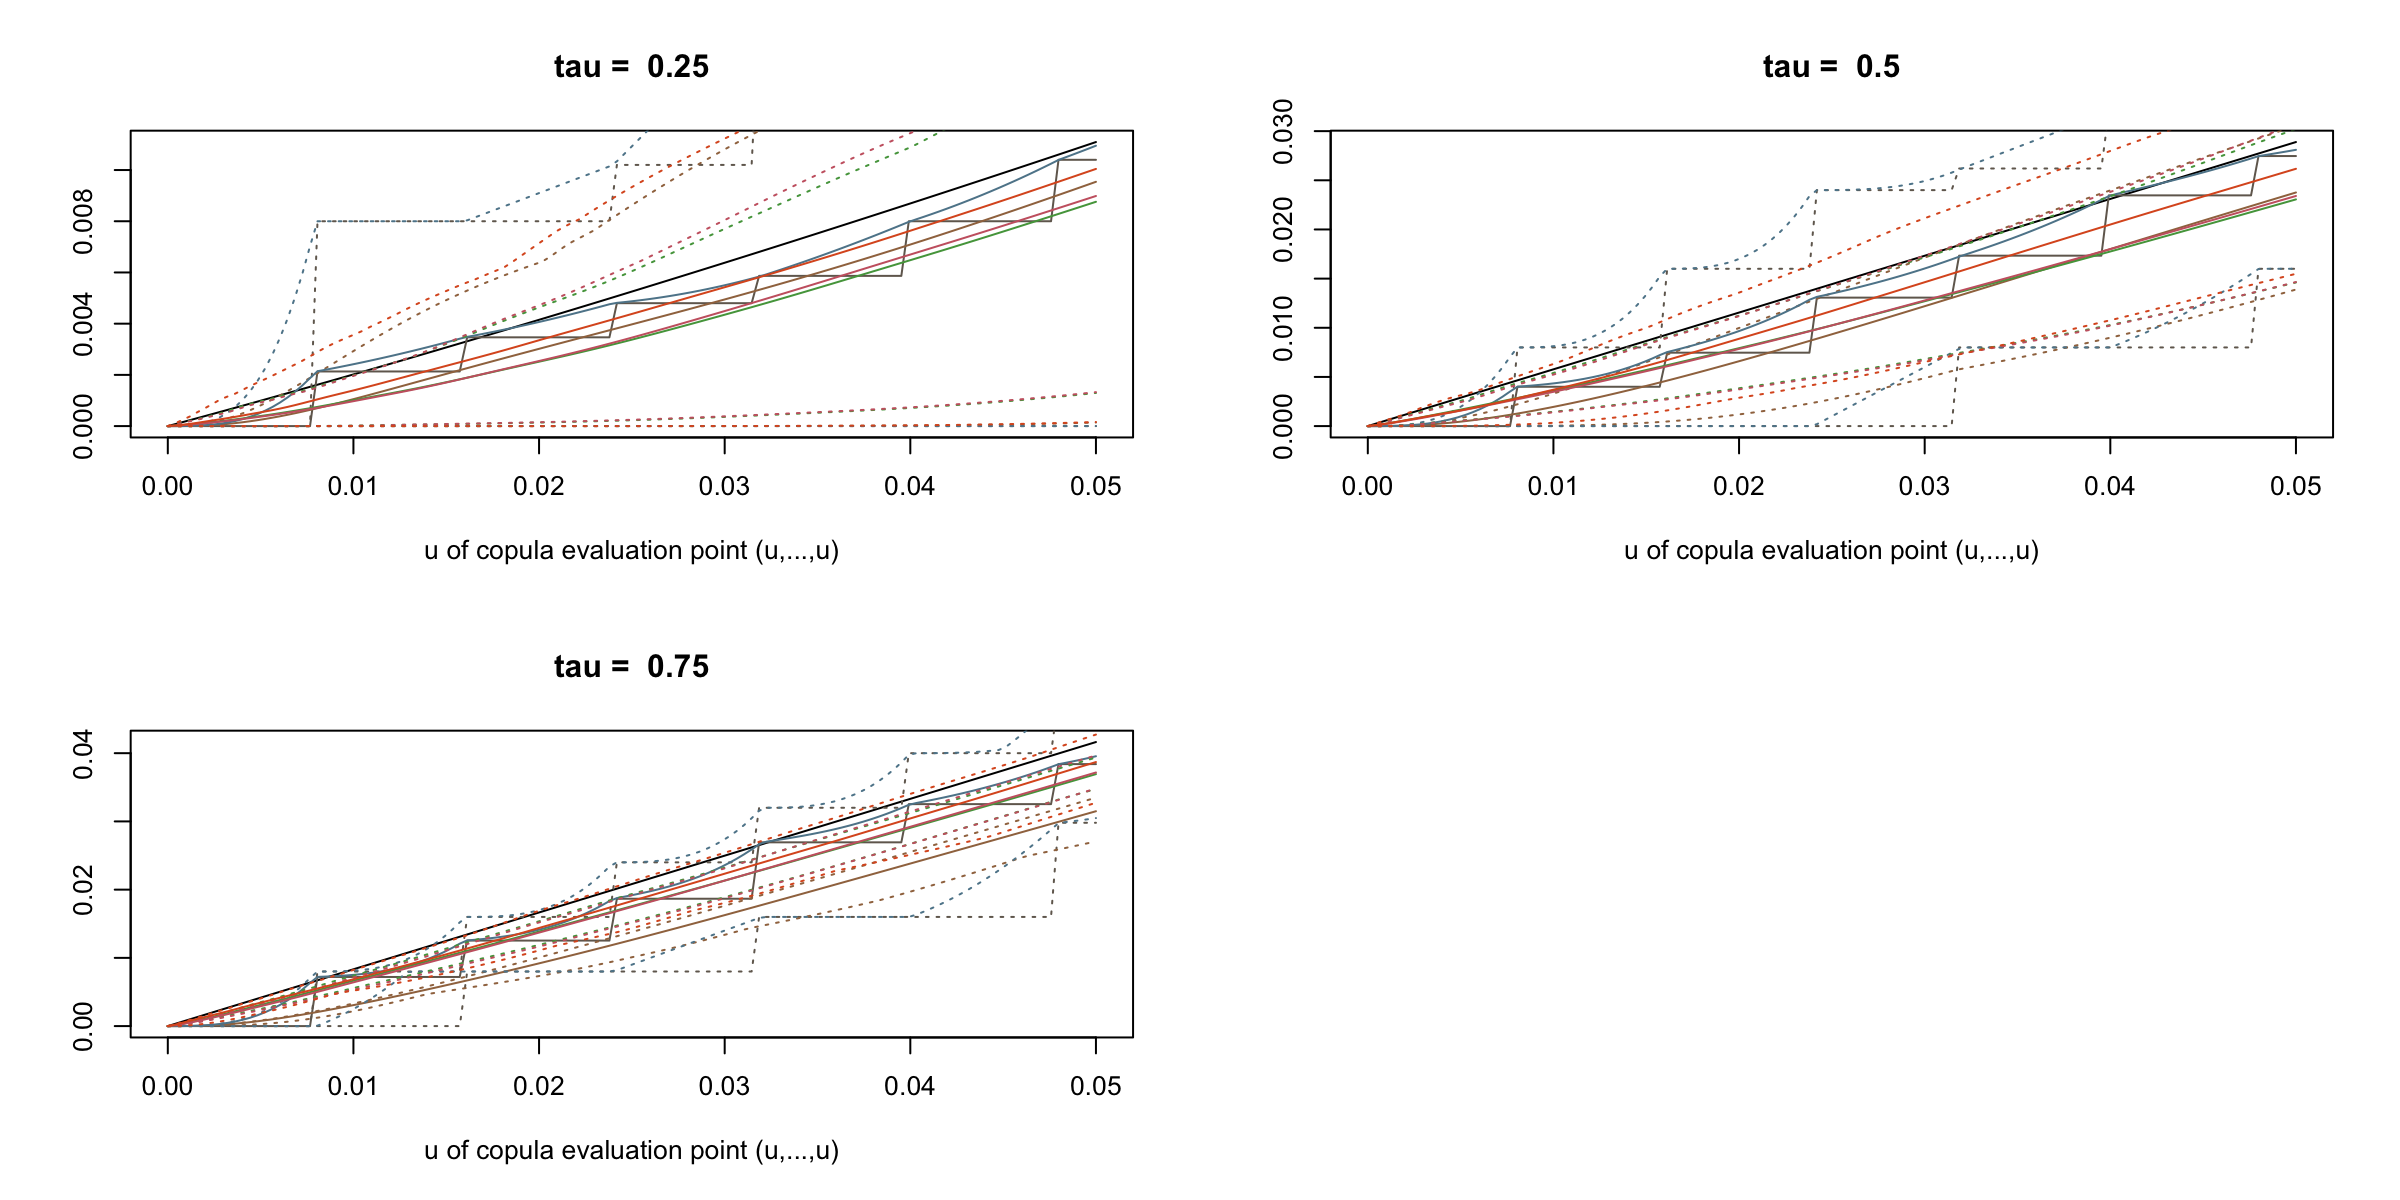 tau =  0.25
0.008
0.004
0.000
0.00 0.01 0.02 0.03 0.04 0.05
u of copula evaluation point (u,...,u)
tau =  0.5
0.030
0.020
0.010
0.000
0.00 0.01 0.02 0.03 0.04 0.05
u of copula evaluation point (u,...,u)
tau =  0.75
0.04
0.02
0.00
0.00 0.01 0.02 0.03 0.04 0.05
u of copula evaluation point (u,...,u)